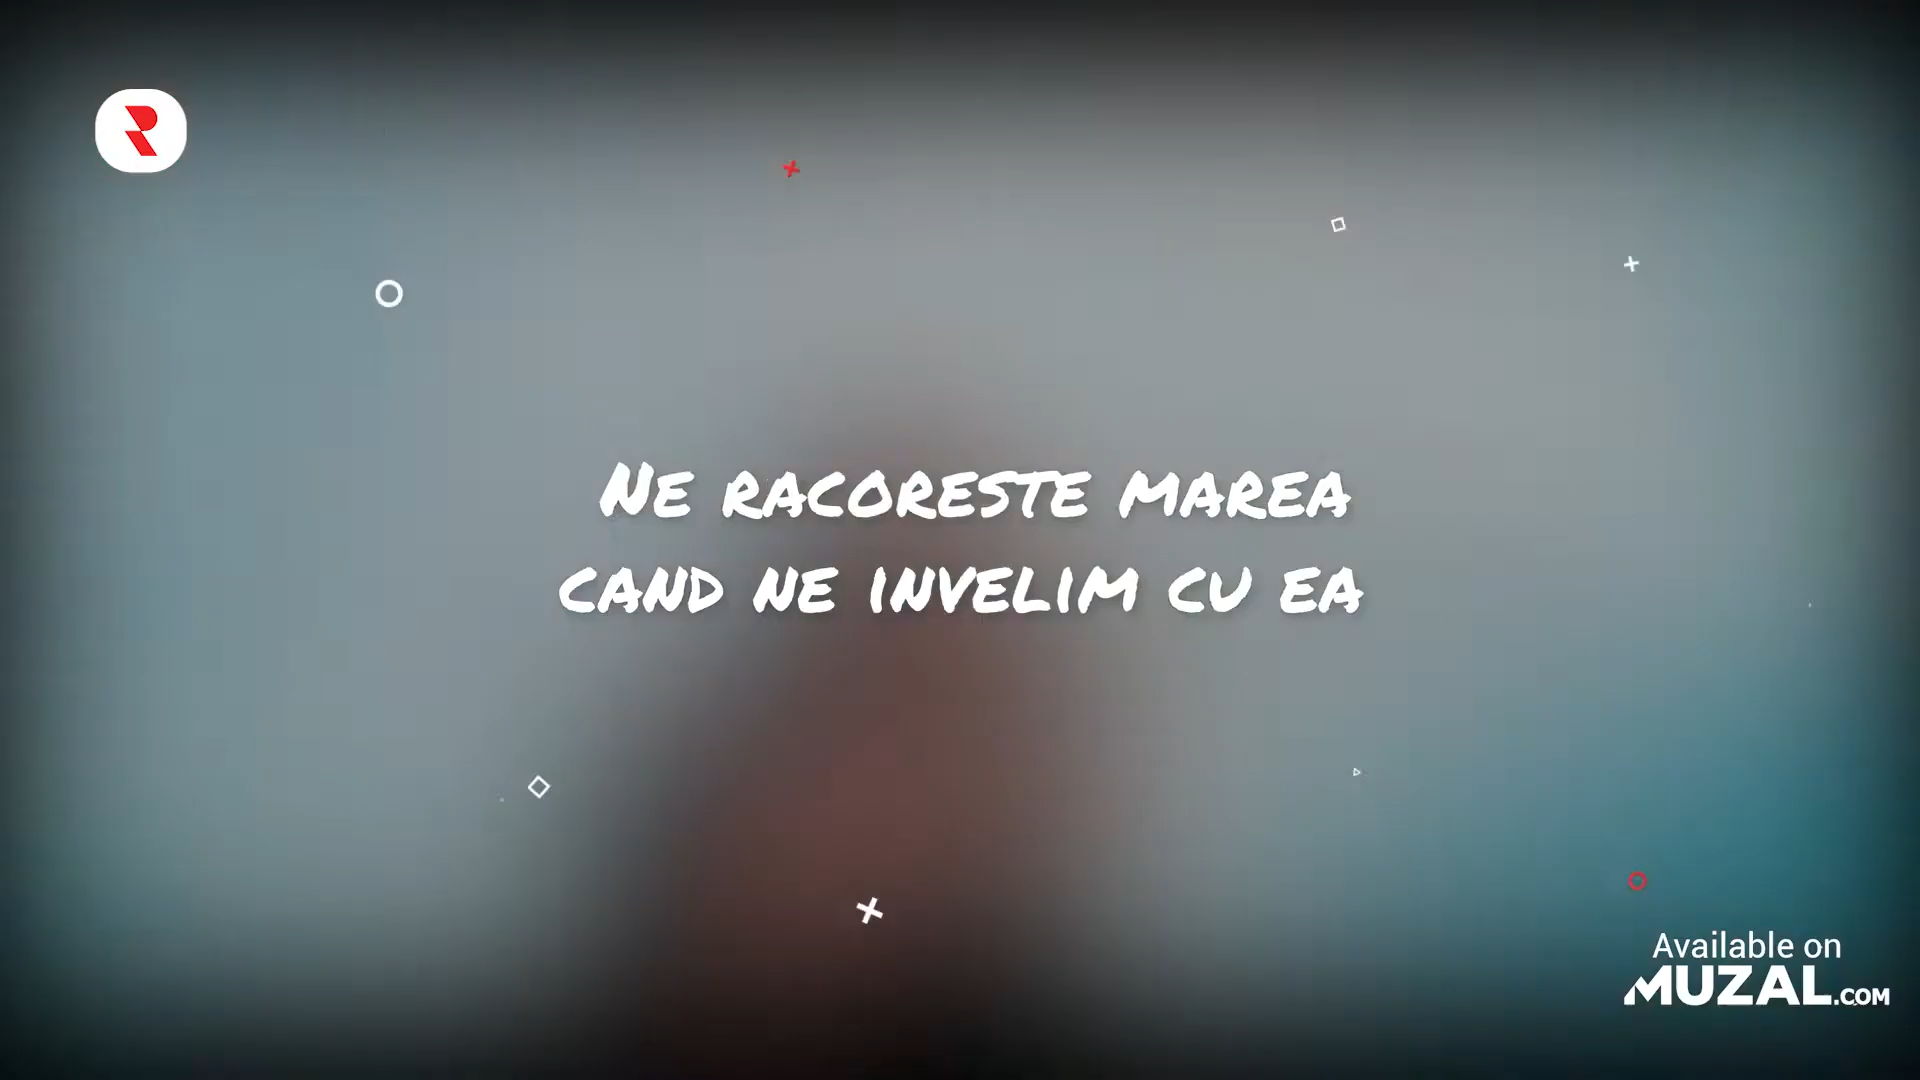 R
Ne racoreste marea
cand ne invelim cu ea
Available on
MUZAL.COM